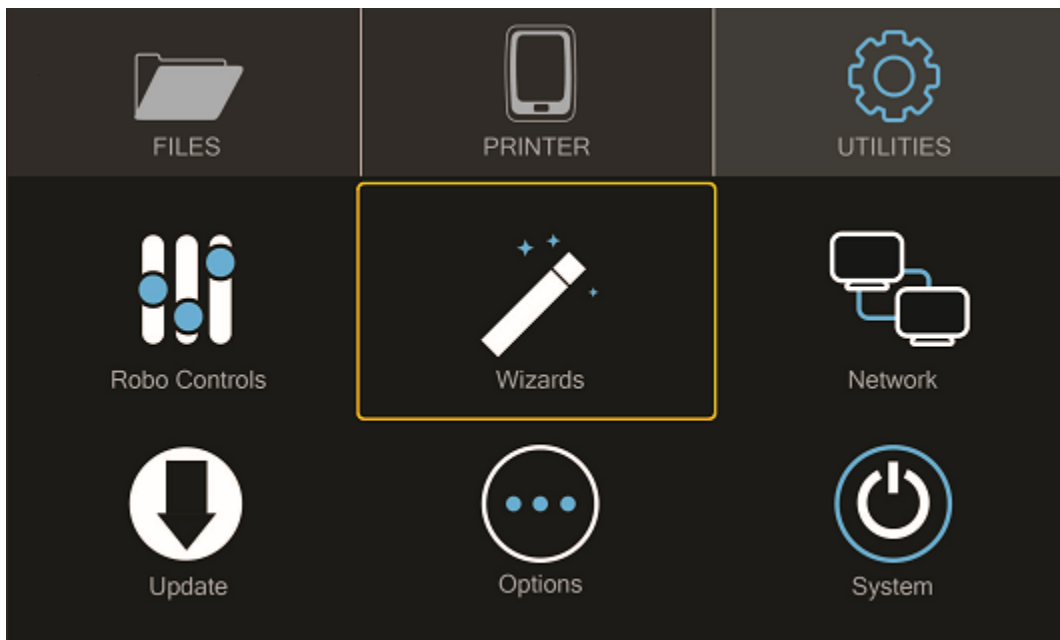 FILES
PRINTER
UTILITIES
Robo Controls
Wizards
Network
Update
Options
System